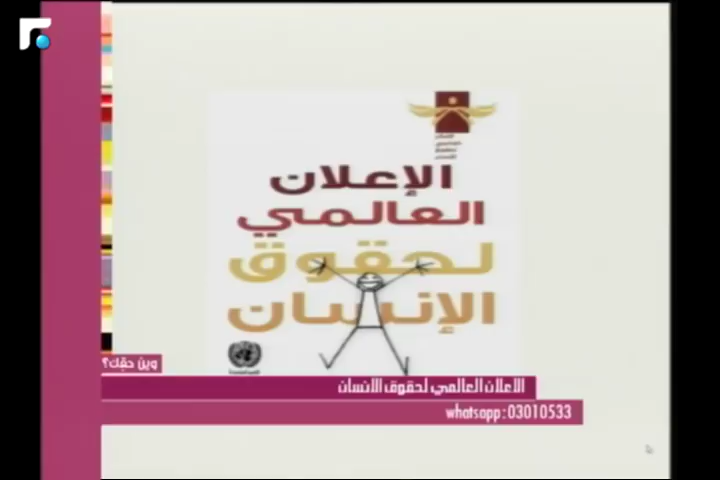 الإعلان
العالمي
لحقوق
الإنسان
وين حقك؟
الاعلان العالمي لحقوق الانسان
whatsapp:03010533